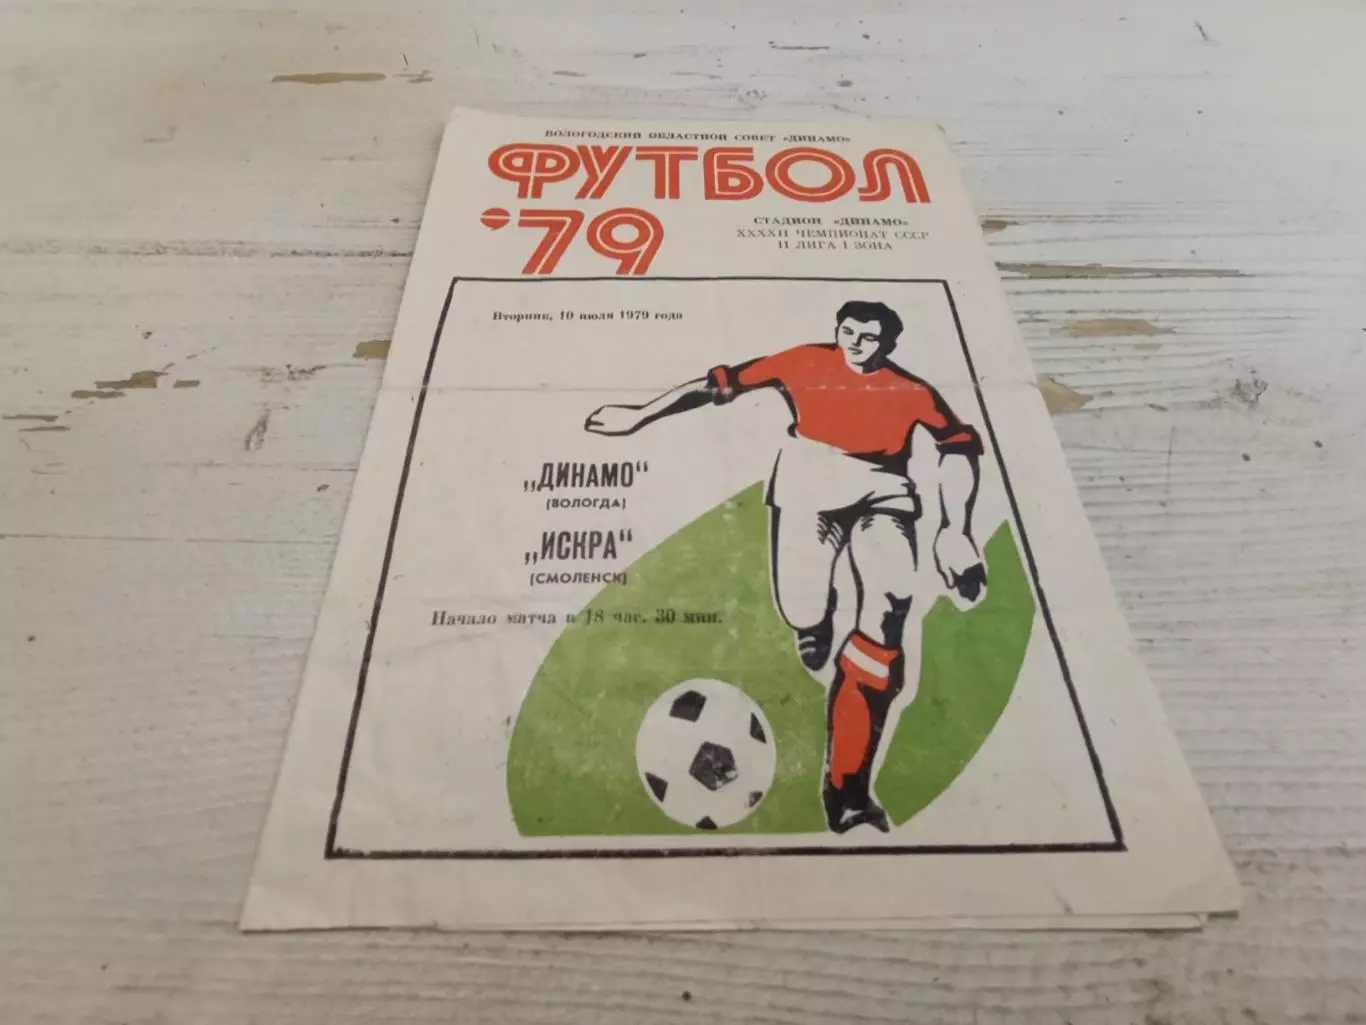 ВОЛОГОДСКИЙ ОБЛАСТНОЙ СОВЕТ «ДИНАМО»
ФУТБОЛ
'79
СТАДИОН «ДИНАМО»
XXXXII ЧЕМПИОНАТ СССР
II ЛИГА I ЗОНА
Вторник, 10 июля 1979 года
„ДИНАМО“
(ВОЛОГДА)
„ИСКРА“
(СМОЛЕНСК)
Начало матча в 18 час. 30 мин.